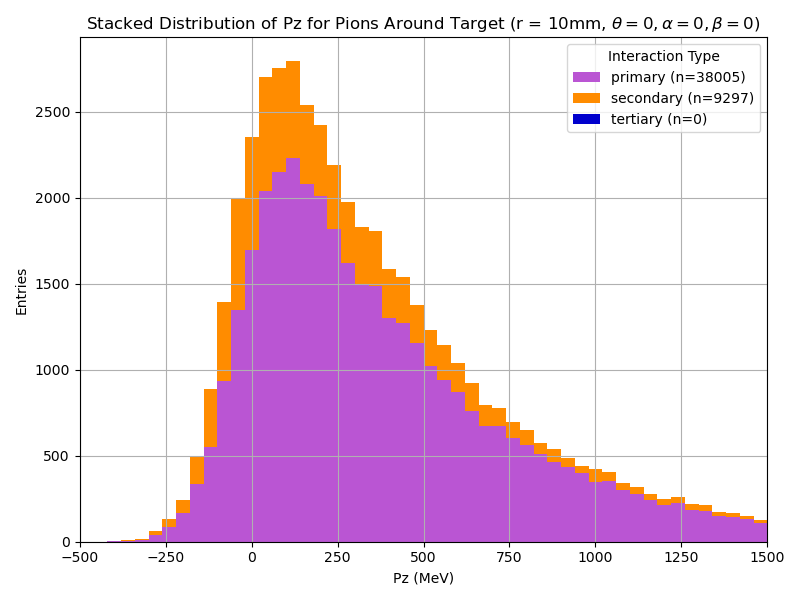 Stacked Distribution of Pz for Pions Around Target (r = 10mm, θ = 0, α = 0, β = 0)
Interaction Type
primary (n=38005)
secondary (n=9297)
tertiary (n=0)
Entries
2500
2000
1500
1000
500
0
−500 −250 0 250 500 750 1000 1250 1500
Pz (MeV)